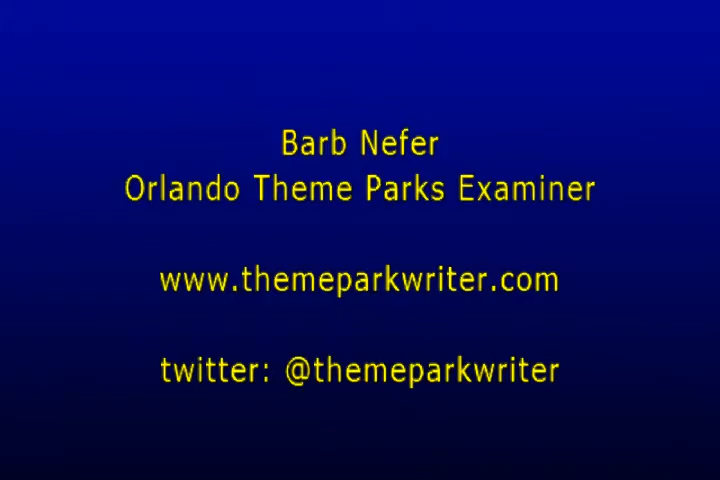 Barb Nefer
Orlando Theme Parks Examiner
www.themeparkwriter.com
twitter: @themeparkwriter